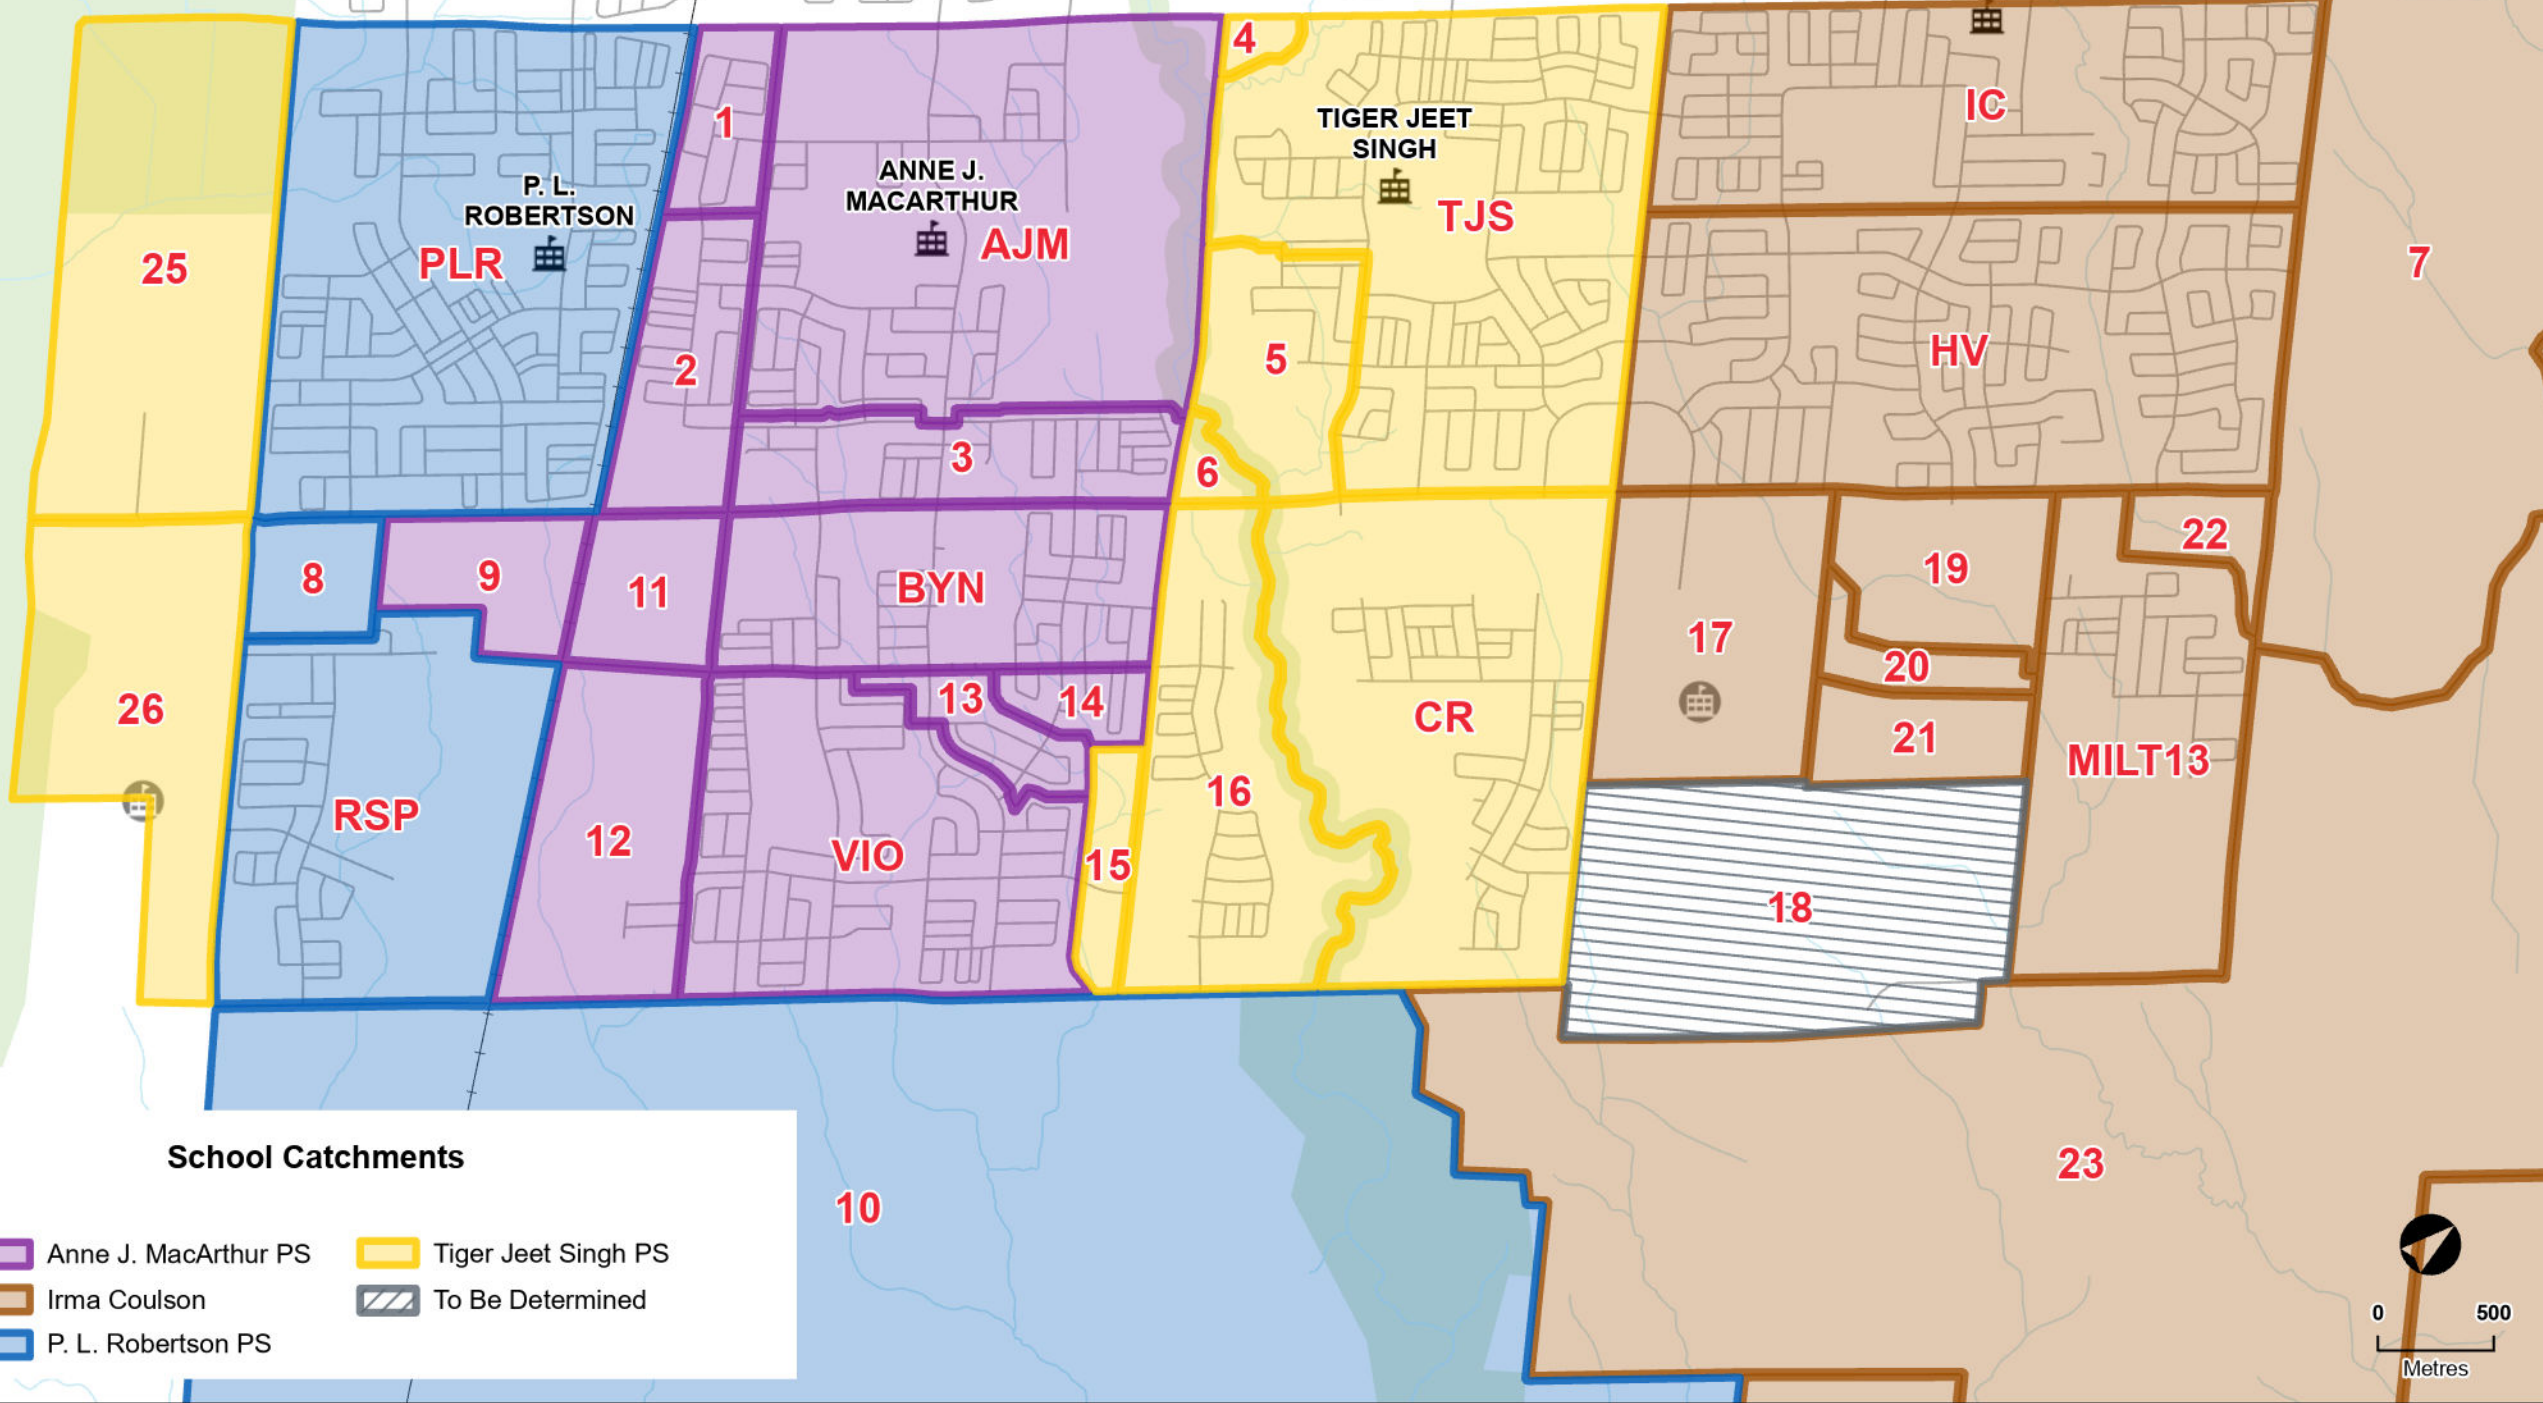 4
IC
1
TIGER JEET
SINGH
ANNE J.
MACARTHUR
P. L.
ROBERTSON
TJS
AJM
PLR
25
7
HV
5
2
3
6
22
19
8
9
11
BYN
17
20
13
14
26
CR
21
MILT13
16
RSP
12
VIO
15
18
School Catchments
23
10
Anne J. MacArthur PS
Tiger Jeet Singh PS
Irma Coulson
To Be Determined
P. L. Robertson PS
0 500
Metres